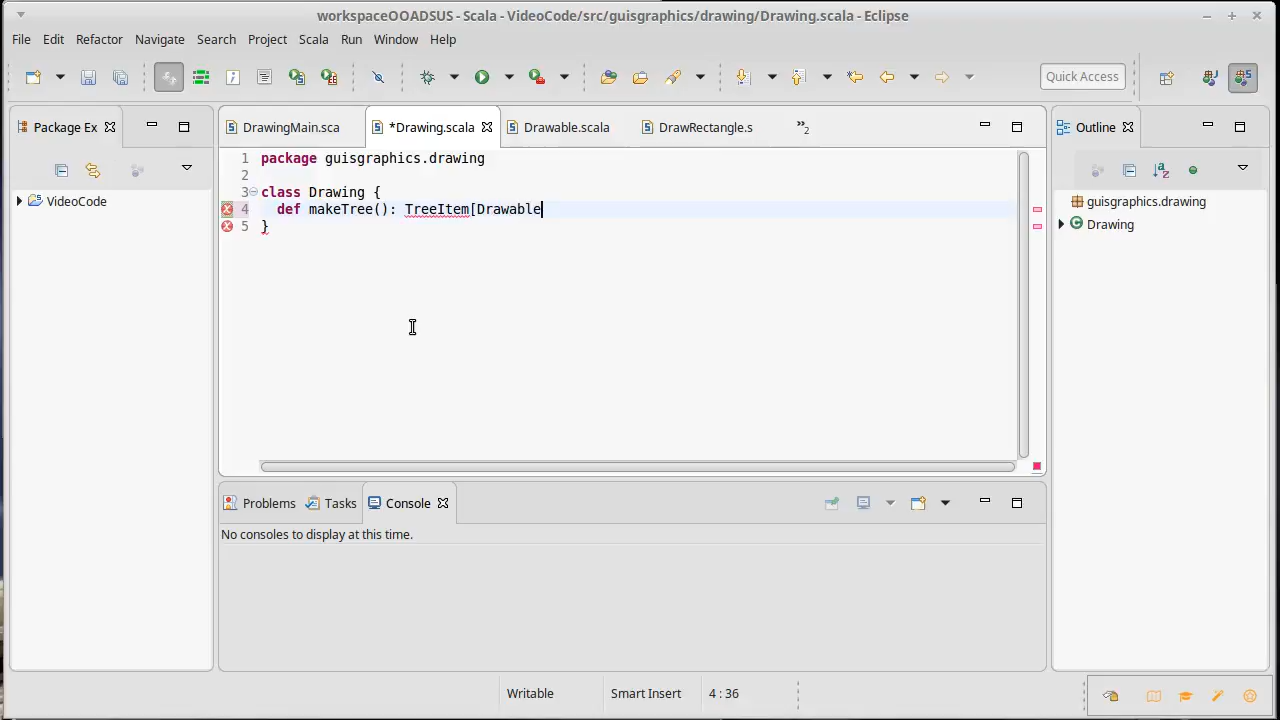 workspaceOOADSUS - Scala - VideoCode/src/guisgraphics/drawing/Drawing.scala - Eclipse
File Edit Refactor Navigate Search Project Scala Run Window Help
Quick Access
Package Ex
DrawingMain.sca *Drawing.scala Drawable.scala DrawRectangle.s »2
Outline
VideoCode
1 package guisgraphics.drawing
2
3 class Drawing {
4 def makeTree(): TreeItem[Drawable
5 }
guisgraphics.drawing
Drawing
Problems Tasks Console
No consoles to display at this time.
Writable Smart Insert 4 : 36